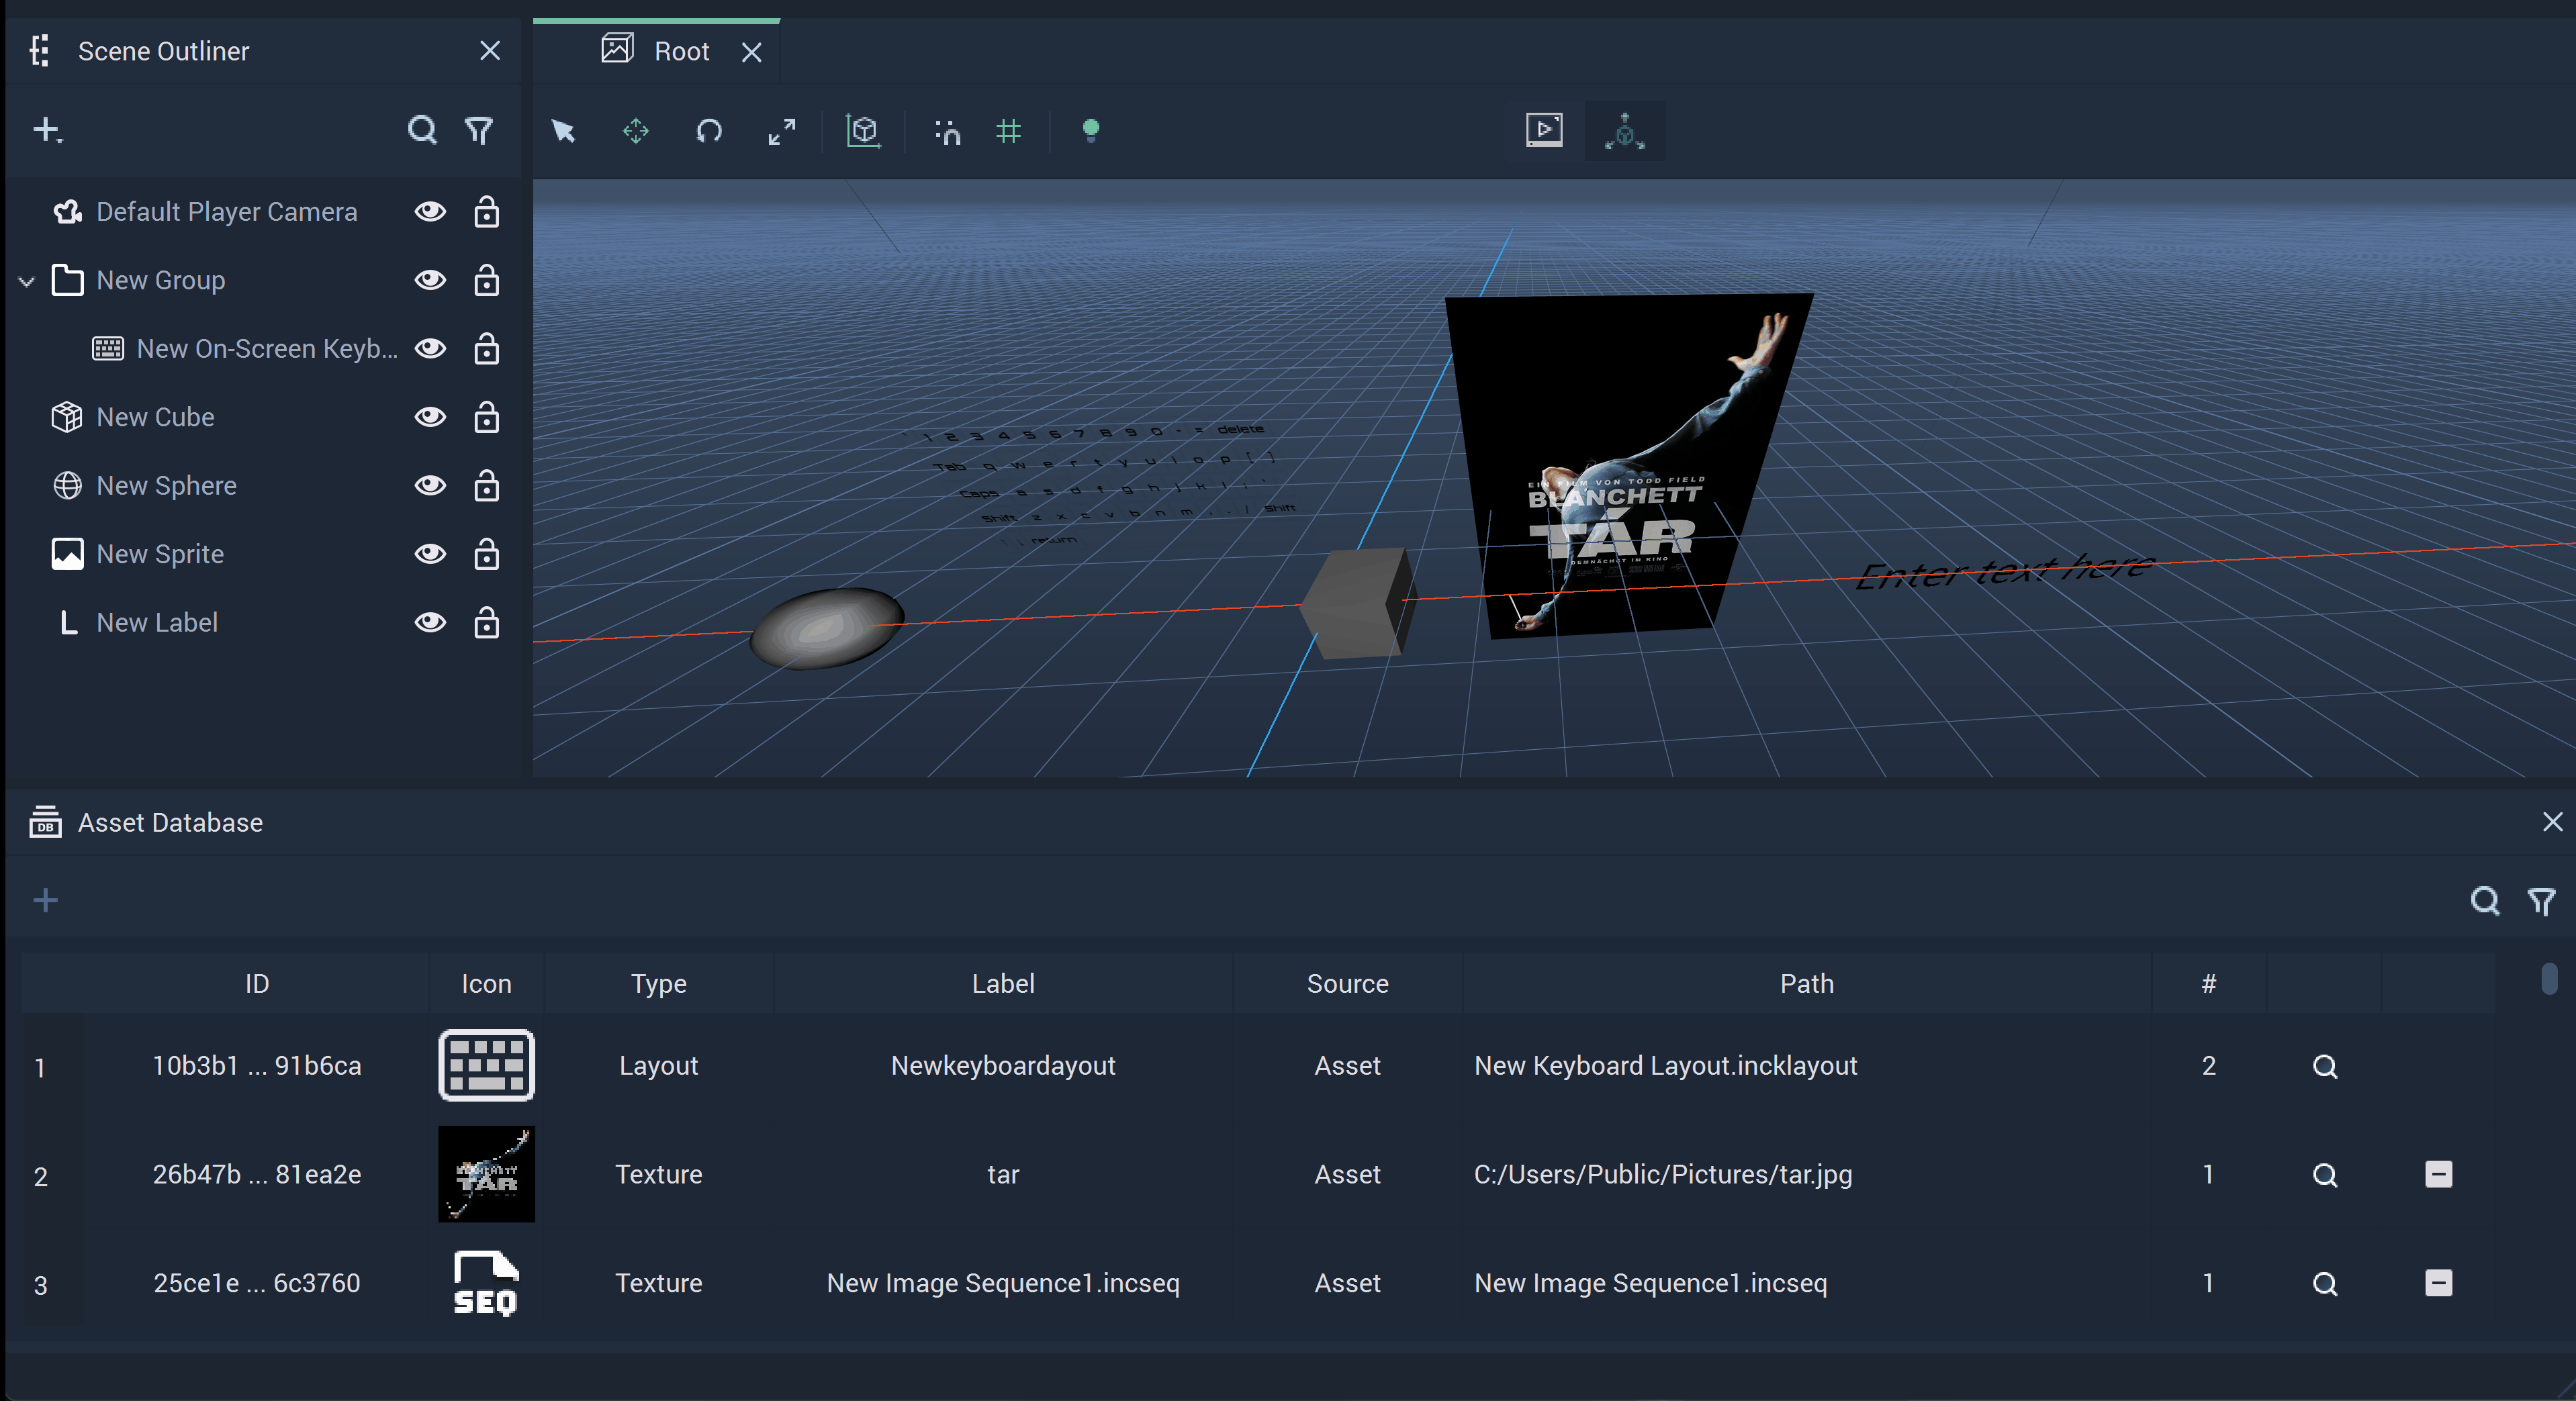 Scene Outliner
Root
Default Player Camera
New Group
New On-Screen Keyb...
New Cube
New Sphere
New Sprite
L New Label
` 1 2 3 4 5 6 7 8 9 0 - = delete
Tab q w e r t y u i o p [ ]
Caps a s d f g h j k l ; '
Shift z x c v b n m , . / Shift
return
EIN FILM VON TODD FIELD
BLANCHETT
TÁR
DEMNÄCHST IM KINO
Enter text here
DB Asset Database
ID Icon Type Label Source Path #
1 10b3b1 ... 91b6ca Layout Newkeyboardayout Asset New Keyboard Layout.incklayout 2
2 26b47b ... 81ea2e TÁR Texture tar Asset C:/Users/Public/Pictures/tar.jpg 1
3 25ce1e ... 6c3760 SEQ Texture New Image Sequence1.incseq Asset New Image Sequence1.incseq 1